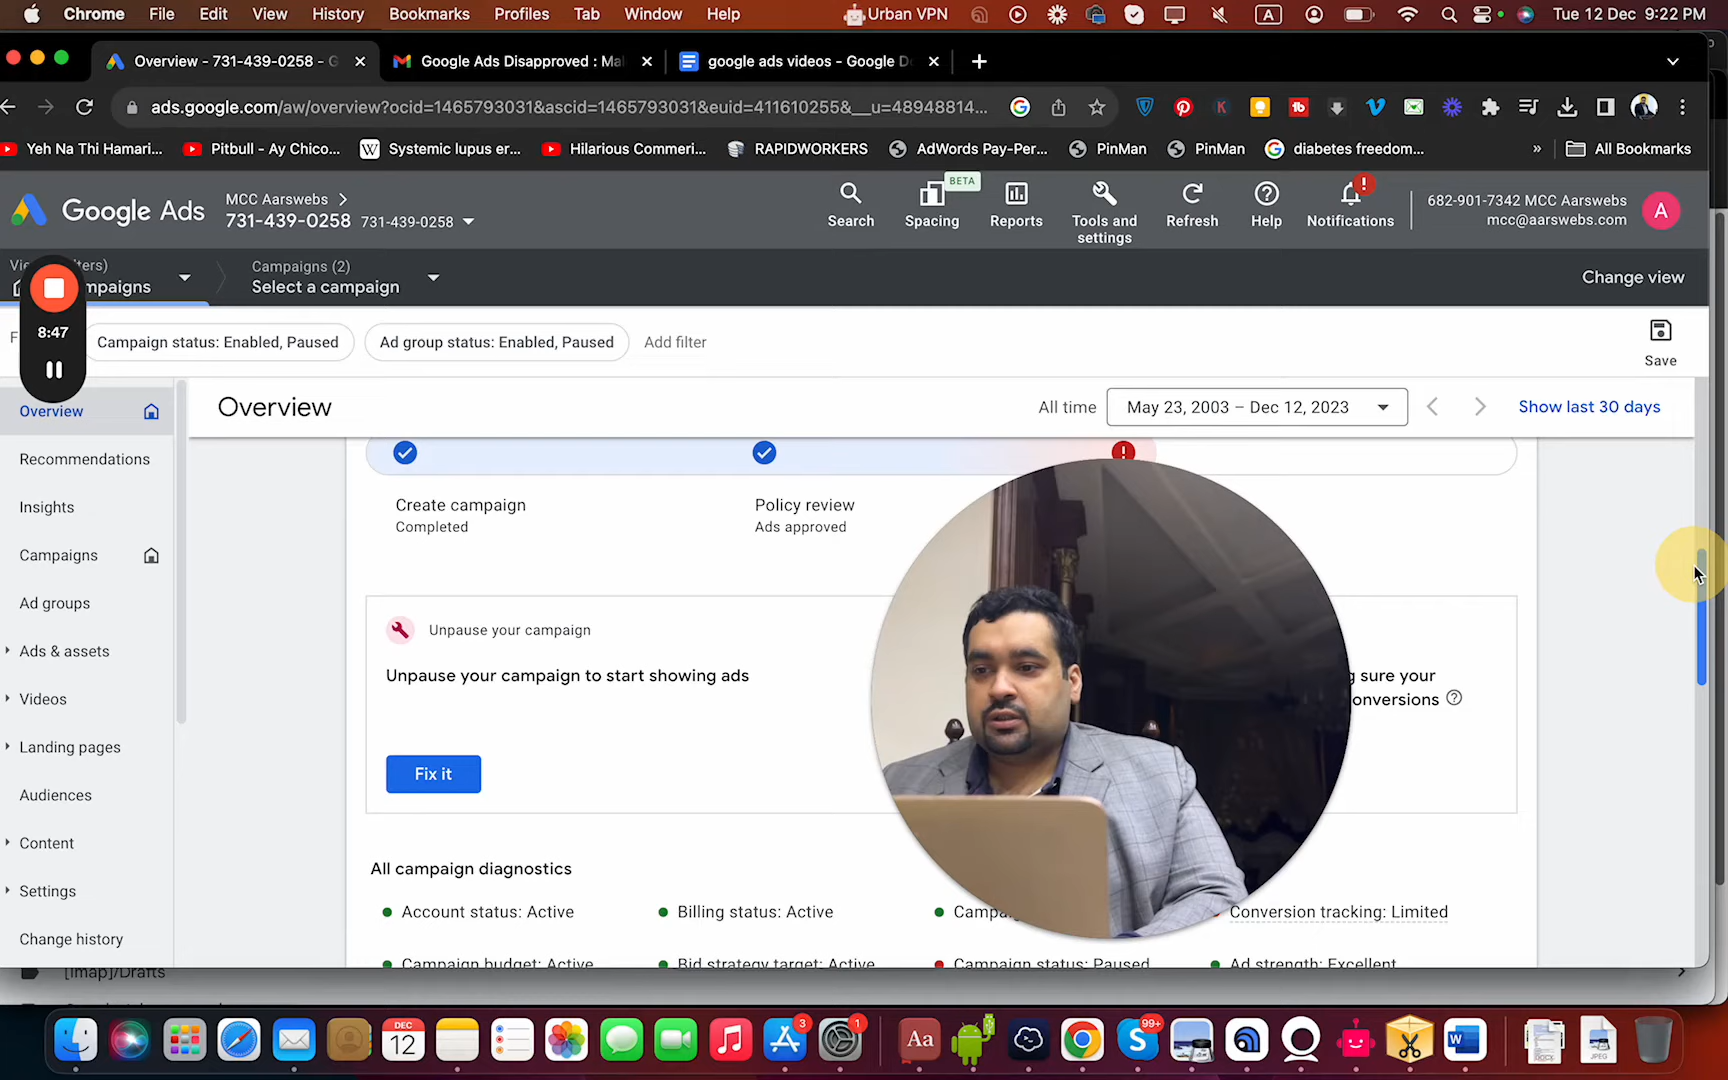 Chrome File Edit View History Bookmarks Profiles Tab Window Help Urban VPN A Tue 12 Dec 9:22 PM
Overview - 731-439-0258 - G
Google Ads Disapproved : Mal
google ads videos - Google D
ads.google.com/aw/overview?ocid=1465793031&ascid=1465793031&euid=411610255&__u=48948814...
Yeh Na Thi Hamari...
Pitbull - Ay Chico...
Systemic lupus er...
Hilarious Commeri...
RAPIDWORKERS
AdWords Pay-Per...
PinMan
PinMan
diabetes freedom...
»
All Bookmarks
Google Ads
MCC Aarswebs
731-439-0258 731-439-0258
Search
BETA
Spacing
Reports
Tools and
settings
Refresh
Help
Notifications
682-901-7342 MCC Aarswebs
mcc@aarswebs.com
A
Campaigns (2)
Select a campaign
Change view
8:47
Campaign status: Enabled, Paused
Ad group status: Enabled, Paused
Add filter
Save
Overview
Recommendations
Insights
Campaigns
Ad groups
Ads & assets
Videos
Landing pages
Audiences
Content
Settings
Change history
Overview
All time
May 23, 2003 – Dec 12, 2023
Show last 30 days
Create campaign
Completed
Policy review
Ads approved
Unpause your campaign
Unpause your campaign to start showing ads
Fix it
sure your
All campaign diagnostics
Account status: Active
Billing status: Active
Conversion tracking: Limited
Campaign budget: Active
Bid strategy target: Active
Campaign status: Paused
Ad strength: Excellent
[Imap]/Drafts
DEC
12
3
1
Aa
99+
W
JPEG